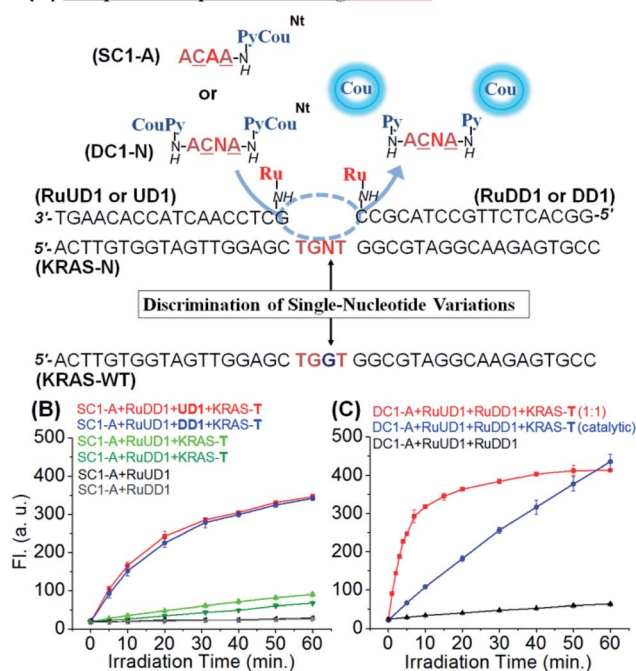 Nt
PyCou
(SC1-A) ACAA-N
H
or
Nt
CouPy PyCou
(DC1-N) N-ACNA-N
H H
Cou Cou
Py Py
N-ACNA-N
H H
Ru Ru
NH NH
(RuUD1 or UD1) (RuDD1 or DD1)
3'-TGAACACCATCAACCTCG CCGCATCCGTTCTCACGG-5'
5'-ACTTGTGGTAGTTGGAGC TGNT GGCGTAGGCAAGAGTGCC
(KRAS-N)
Discrimination of Single-Nucleotide Variations
5'-ACTTGTGGTAGTTGGAGC TGGT GGCGTAGGCAAGAGTGCC
(KRAS-WT)
(B)
SC1-A+RuDD1+UD1+KRAS-T
SC1-A+RuUD1+DD1+KRAS-T
SC1-A+RuUD1+KRAS-T
SC1-A+RuDD1+KRAS-T
SC1-A+RuUD1
SC1-A+RuDD1
500
400
300
200
100
0
Fl. (a. u.)
0 10 20 30 40 50 60
Irradiation Time (min.)
(C)
DC1-A+RuUD1+RuDD1+KRAS-T (1:1)
DC1-A+RuUD1+RuDD1+KRAS-T (catalytic)
DC1-A+RuUD1+RuDD1
500
400
300
200
100
0
Fl. (a. u.)
0 10 20 30 40 50 60
Irradiation Time (min.)